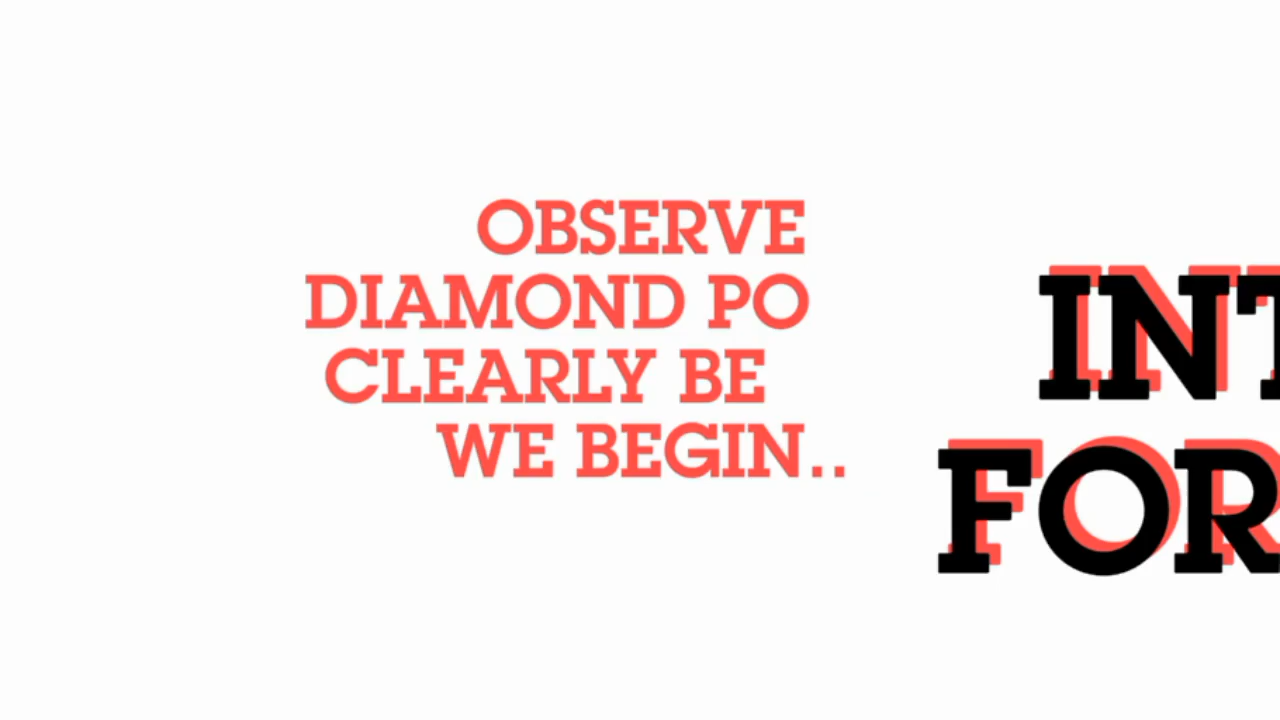 OBSERVE
DIAMOND PO
CLEARLY BE
WE BEGIN..
INT
FOR